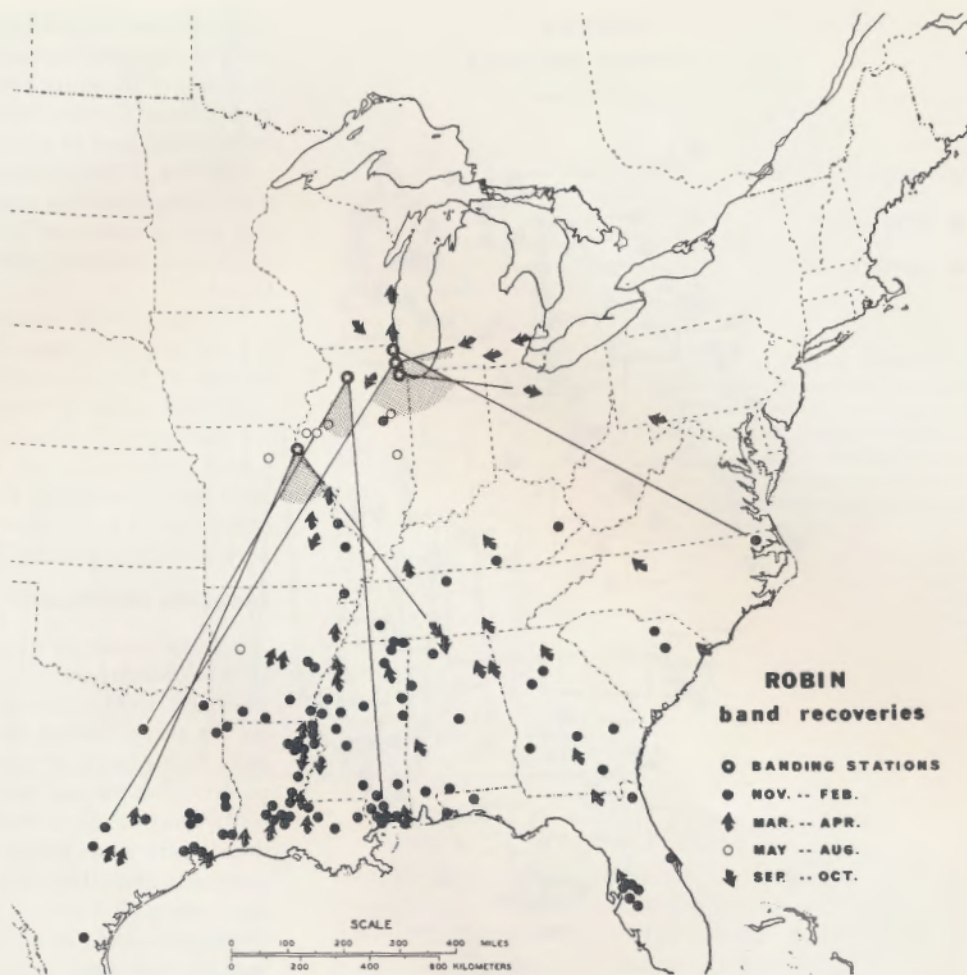 ROBIN
band recoveries
BANDING STATIONS
NOV. -- FEB.
MAR. -- APR.
MAY -- AUG.
SEP. -- OCT.
SCALE
0 100 200 300 400 MILES
0 200 400 600 KILOMETERS